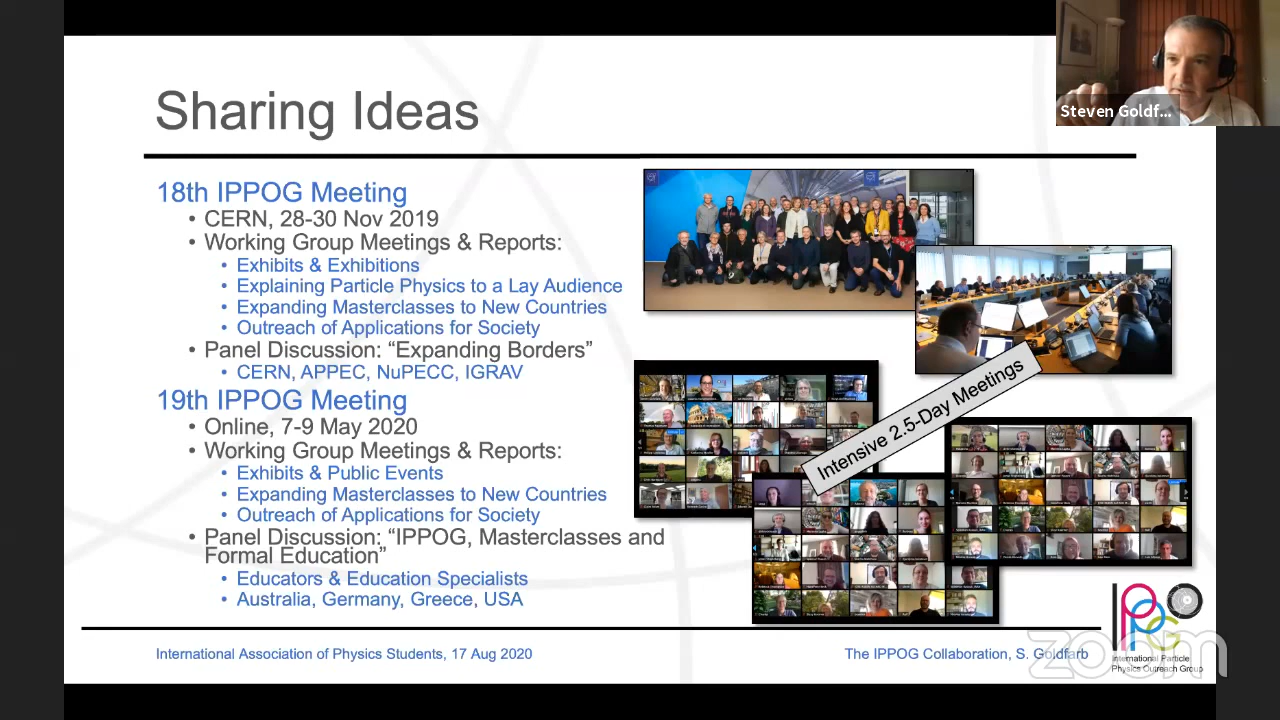 Steven Goldf...
Sharing Ideas
18th IPPOG Meeting
• CERN, 28-30 Nov 2019
• Working Group Meetings & Reports:
• Exhibits & Exhibitions
• Explaining Particle Physics to a Lay Audience
• Expanding Masterclasses to New Countries
• Outreach of Applications for Society
• Panel Discussion: “Expanding Borders”
• CERN, APPEC, NuPECC, IGRAV
19th IPPOG Meeting
• Online, 7-9 May 2020
• Working Group Meetings & Reports:
• Exhibits & Public Events
• Expanding Masterclasses to New Countries
• Outreach of Applications for Society
• Panel Discussion: “IPPOG, Masterclasses and
Formal Education”
• Educators & Education Specialists
• Australia, Germany, Greece, USA
Intensive 2.5-Day Meetings
International Association of Physics Students, 17 Aug 2020
The IPPOG Collaboration, S. Goldfarb
IPPOG
International Particle
Physics Outreach Group
zoom